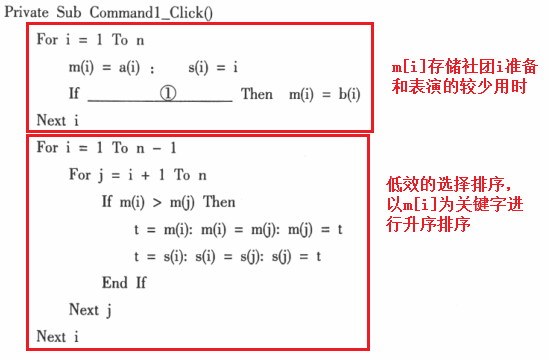 Private Sub Command1_Click()
For i = 1 To n
m(i) = a(i) : s(i) = i
If ______①______ Then m(i) = b(i)
Next i
m[i]存储社团i准备
和表演的较少用时
For i = 1 To n - 1
For j = i + 1 To n
If m(i) > m(j) Then
t = m(i): m(i) = m(j): m(j) = t
t = s(i): s(i) = s(j): s(j) = t
End If
Next j
Next i
低效的选择排序,
以m[i]为关键字进
行升序排序